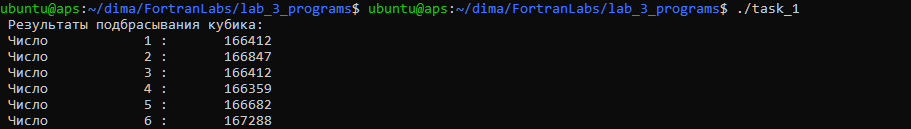 ubuntu@aps:~/dima/FortranLabs/lab_3_programs$ ubuntu@aps:~/dima/FortranLabs/lab_3_programs$ ./task_1
Результаты подбрасывания кубика:
Число 1 : 166412
Число 2 : 166847
Число 3 : 166412
Число 4 : 166359
Число 5 : 166682
Число 6 : 167288